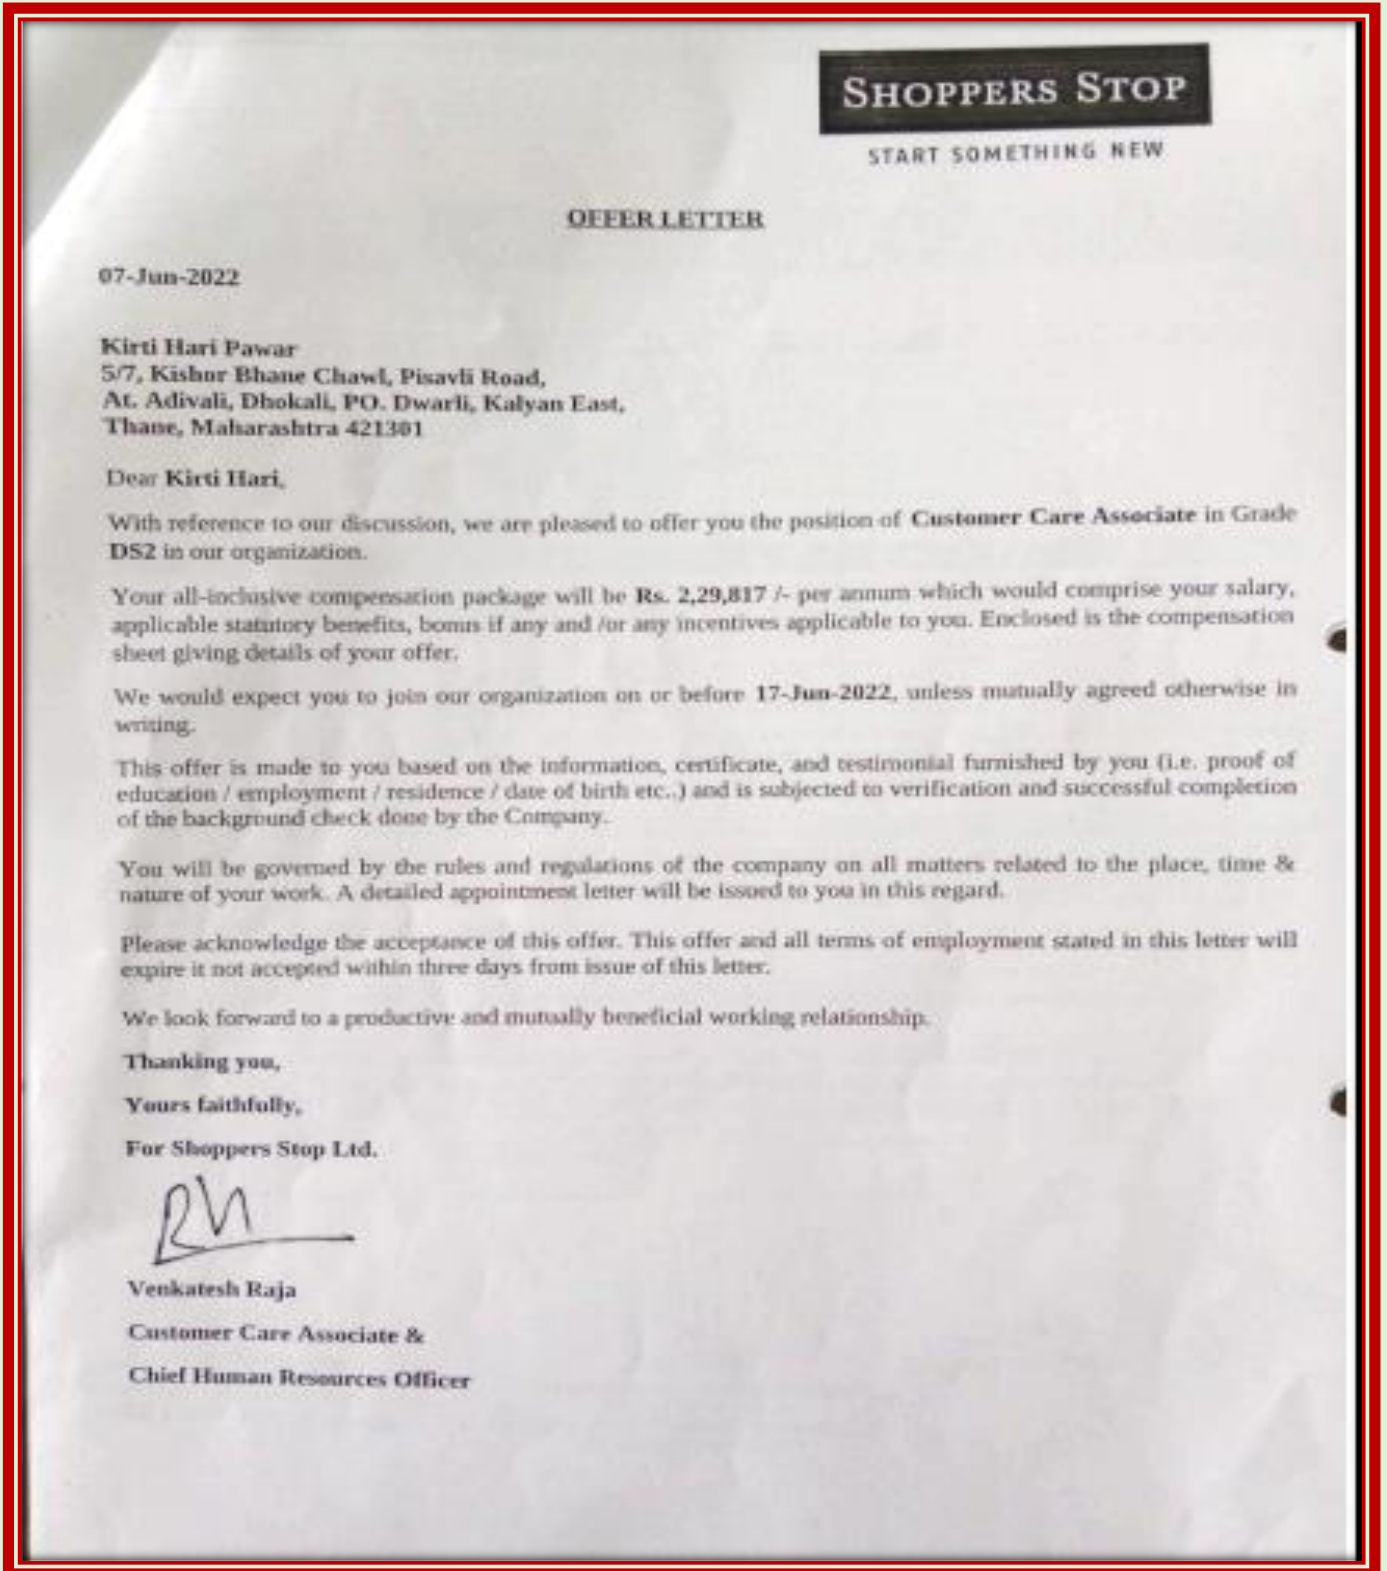 SHOPPERS STOP
START SOMETHING NEW
OFFER LETTER
07-Jun-2022
Kirti Hari Pawar
5/7, Kishor Bhane Chawl, Pisavli Road,
At. Adivali, Dhokali, PO. Dwarli, Kalyan East,
Thane, Maharashtra 421301
Dear Kirti Hari,
With reference to our discussion, we are pleased to offer you the position of Customer Care Associate in Grade
DS2 in our organization.
Your all-inclusive compensation package will be Rs. 2,29,817 /- per annum which would comprise your salary,
applicable statutory benefits, bonus if any and /or any incentives applicable to you. Enclosed is the compensation
sheet giving details of your offer.
We would expect you to join our organization on or before 17-Jun-2022, unless mutually agreed otherwise in
writing.
This offer is made to you based on the information, certificate, and testimonial furnished by you (i.e. proof of
education / employment / residence / date of birth etc..) and is subjected to verification and successful completion
of the background check done by the Company.
You will be governed by the rules and regulations of the company on all matters related to the place, time &
nature of your work. A detailed appointment letter will be issued to you in this regard.
Please acknowledge the acceptance of this offer. This offer and all terms of employment stated in this letter will
expire it not accepted within three days from issue of this letter.
We look forward to a productive and mutually beneficial working relationship.
Thanking you,
Yours faithfully,
For Shoppers Stop Ltd.
Venkatesh Raja
Customer Care Associate &
Chief Human Resources Officer